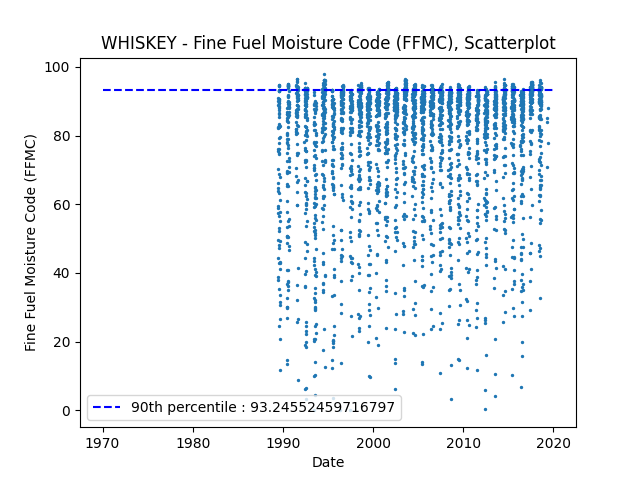 WHISKEY - Fine Fuel Moisture Code (FFMC), Scatterplot
Fine Fuel Moisture Code (FFMC)
100
80
60
40
20
0
90th percentile : 93.24552459716797
1970 1980 1990 2000 2010 2020
Date